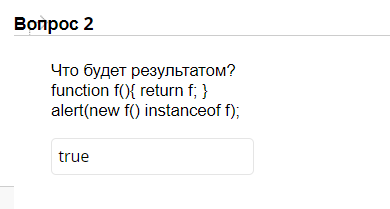 Вопрос 2
Что будет результатом?
function f(){ return f; }
alert(new f() instanceof f);
true